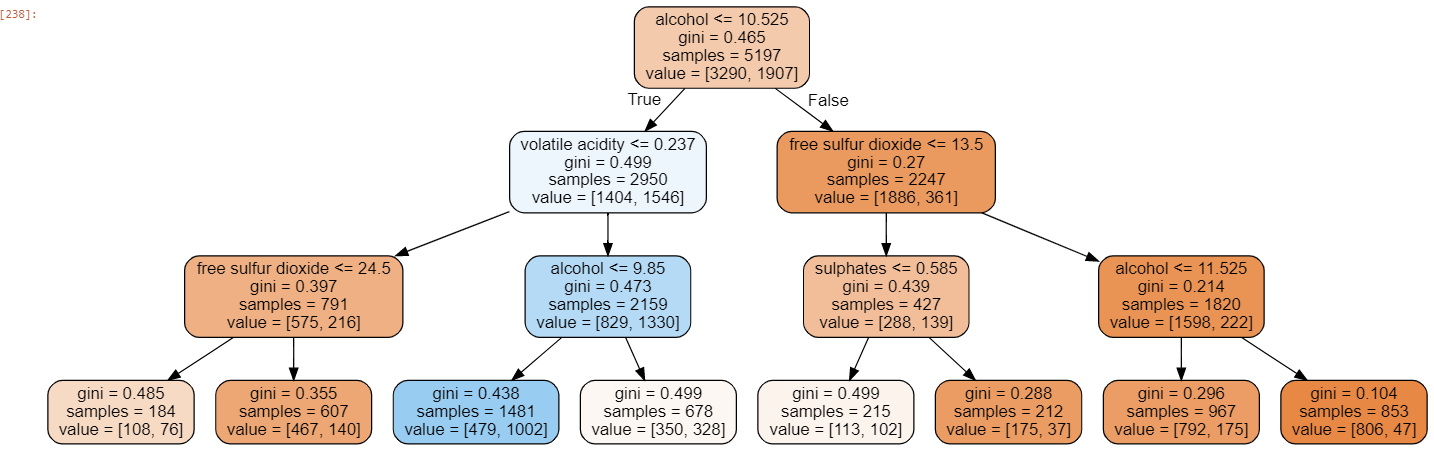 [238]:
alcohol <= 10.525
gini = 0.465
samples = 5197
value = [3290, 1907]
True
False
volatile acidity <= 0.237
gini = 0.499
samples = 2950
value = [1404, 1546]
free sulfur dioxide <= 13.5
gini = 0.27
samples = 2247
value = [1886, 361]
free sulfur dioxide <= 24.5
gini = 0.397
samples = 791
value = [575, 216]
alcohol <= 9.85
gini = 0.473
samples = 2159
value = [829, 1330]
sulphates <= 0.585
gini = 0.439
samples = 427
value = [288, 139]
alcohol <= 11.525
gini = 0.214
samples = 1820
value = [1598, 222]
gini = 0.485
samples = 184
value = [108, 76]
gini = 0.355
samples = 607
value = [467, 140]
gini = 0.438
samples = 1481
value = [479, 1002]
gini = 0.499
samples = 678
value = [350, 328]
gini = 0.499
samples = 215
value = [113, 102]
gini = 0.288
samples = 212
value = [175, 37]
gini = 0.296
samples = 967
value = [792, 175]
gini = 0.104
samples = 853
value = [806, 47]